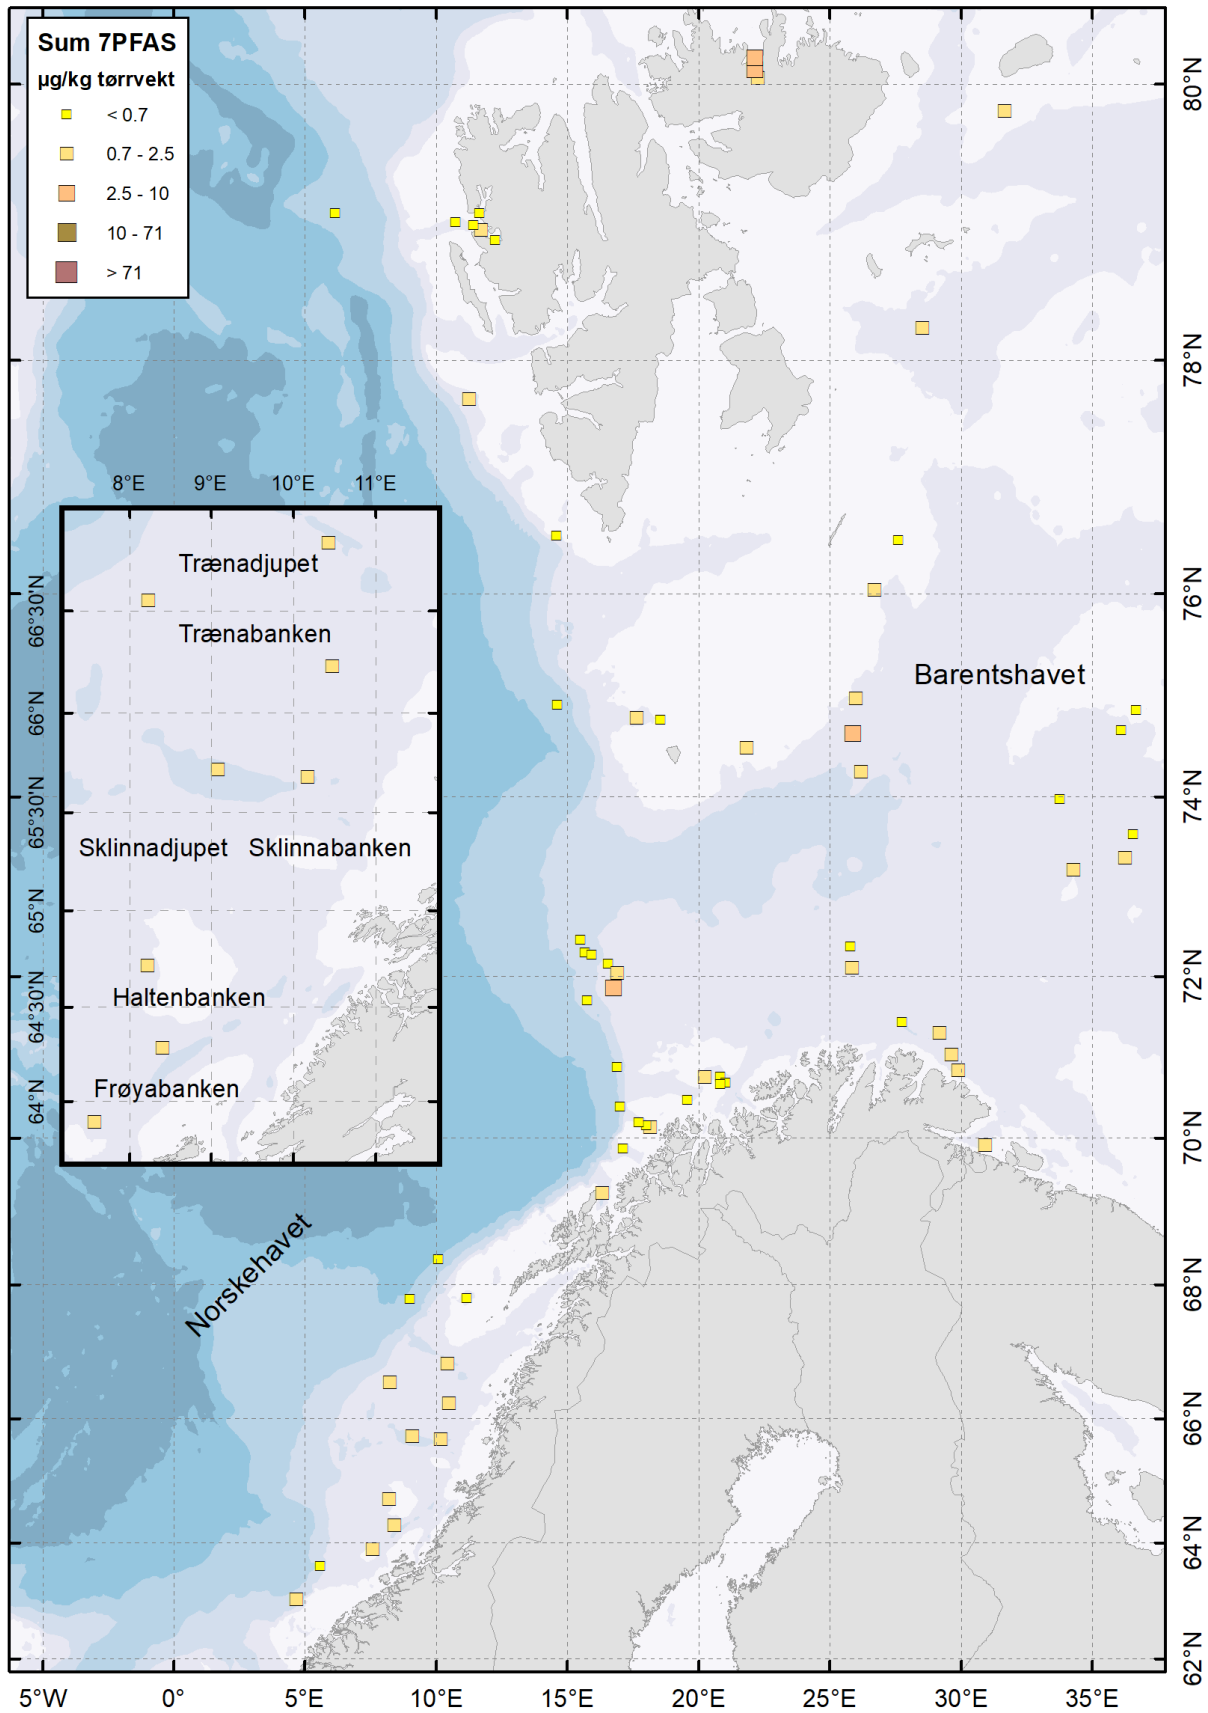 Sum 7PFAS
µg/kg tørrvekt
< 0.7
0.7 - 2.5
2.5 - 10
10 - 71
> 71
80°N
78°N
8°E 9°E 10°E 11°E
Trænadjupet
66°30'N
76°N
Trænabanken
Barentshavet
66°N
65°30'N
74°N
Sklinnadjupet Sklinnabanken
65°N
72°N
64°30'N
Haltenbanken
Frøyabanken
64°N
70°N
Norskehavet
68°N
66°N
64°N
62°N
5°W 0° 5°E 10°E 15°E 20°E 25°E 30°E 35°E